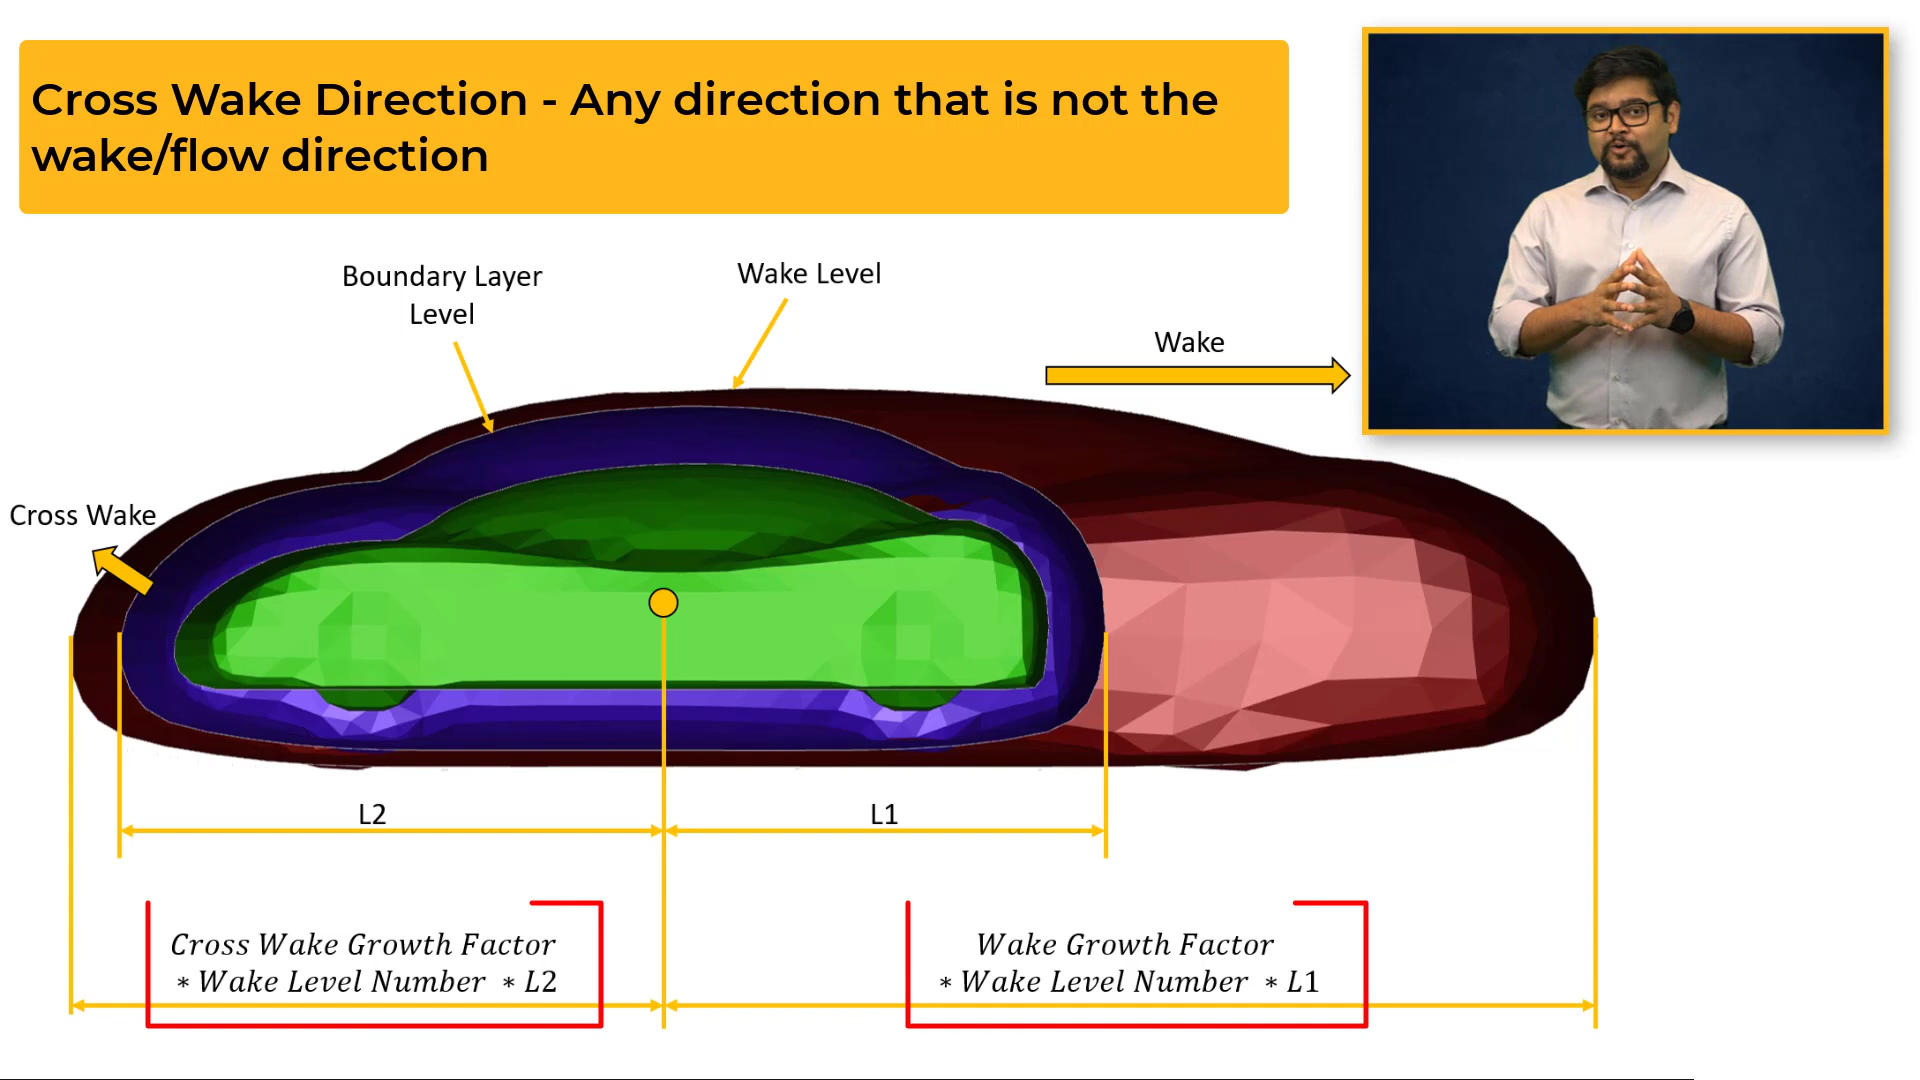 Cross Wake Direction - Any direction that is not the
wake/flow direction
Boundary Layer
Level
Wake Level
Wake
Cross Wake
L2
L1
Cross Wake Growth Factor
* Wake Level Number * L2
Wake Growth Factor
* Wake Level Number * L1